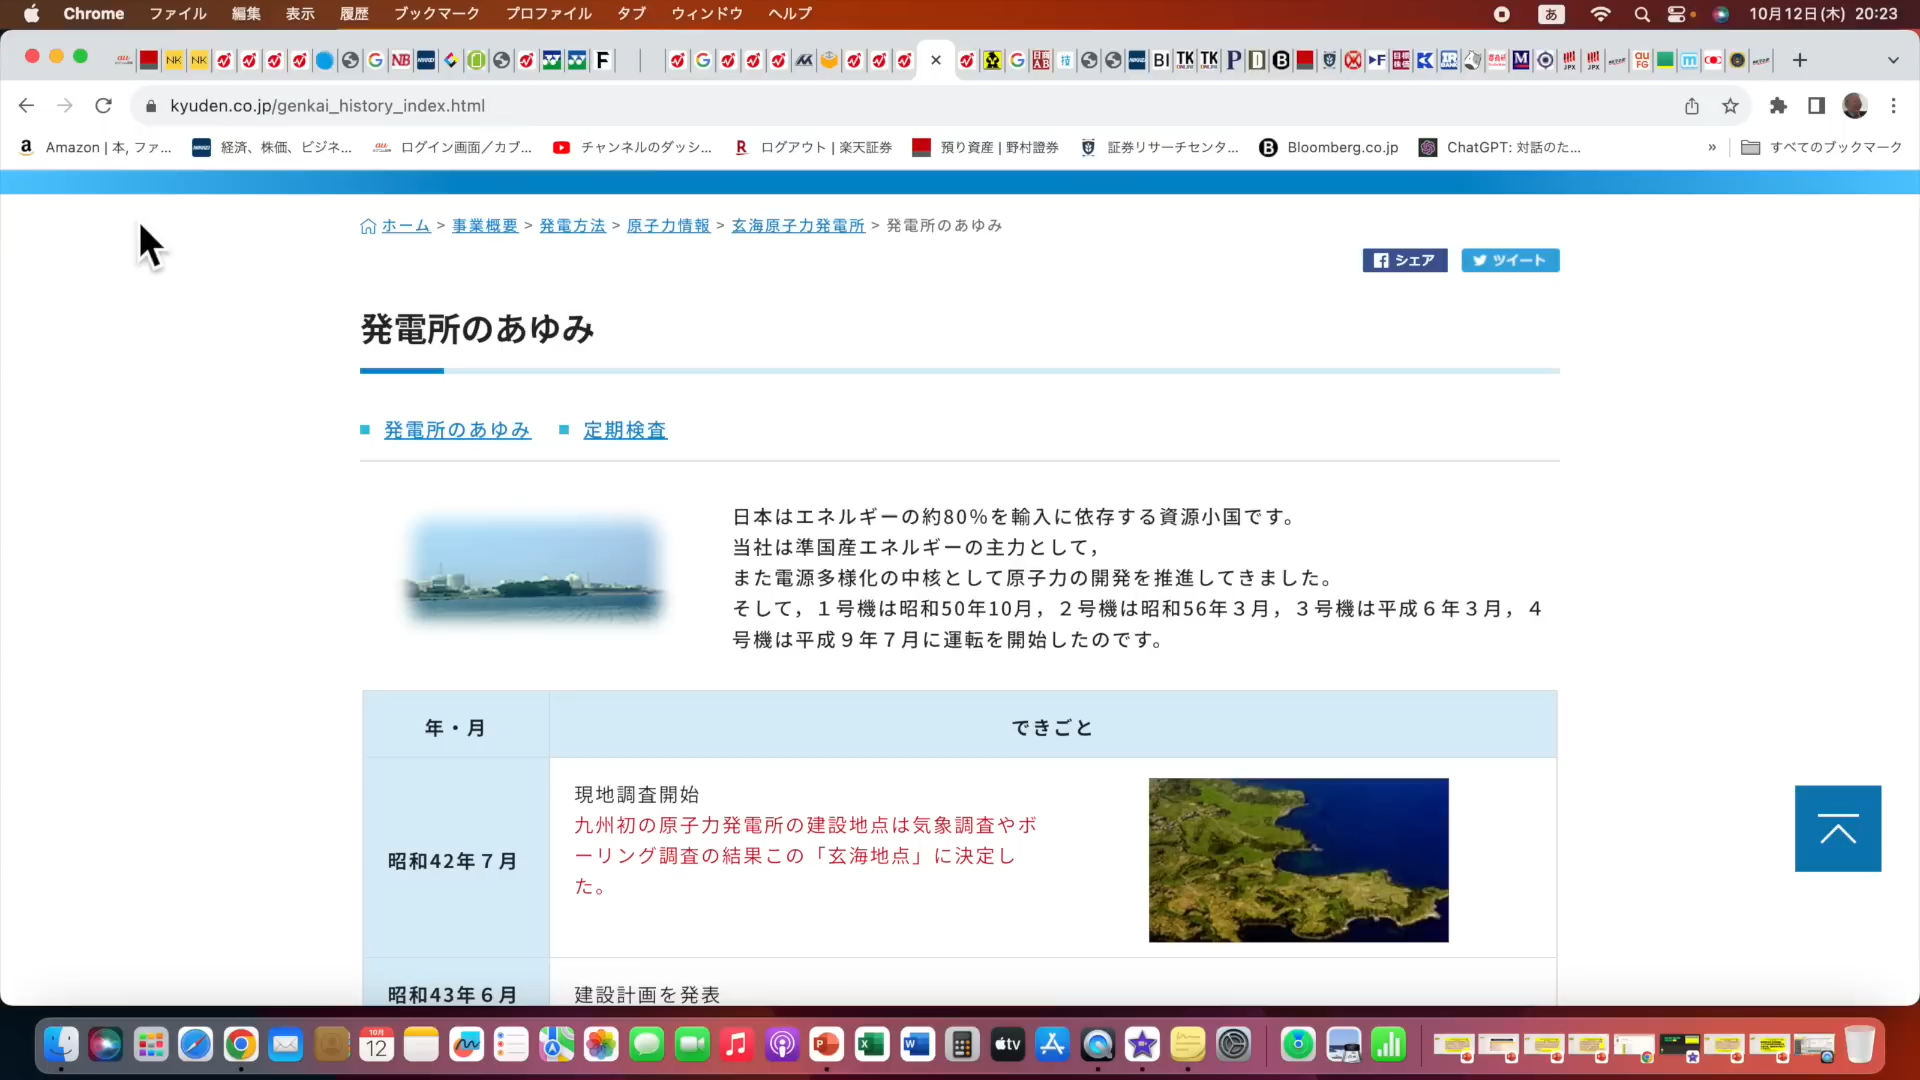 Chrome ファイル 編集 表示 履歴 ブックマーク プロファイル タブ ウィンドウ ヘルプ
あ 10月12日(木) 20:23
kyuden.co.jp/genkai_history_index.html
Amazon | 本, ファ... 経済、株価、ビジネ... ログイン画面／カブ... チャンネルのダッシ... ログアウト | 楽天証券 預り資産 | 野村證券 証券リサーチセンタ... Bloomberg.co.jp ChatGPT: 対話のた... » すべてのブックマーク
ホーム > 事業概要 > 発電方法 > 原子力情報 > 玄海原子力発電所 > 発電所のあゆみ
シェア ツイート
発電所のあゆみ
発電所のあゆみ 定期検査
日本はエネルギーの約80％を輸入に依存する資源小国です。
当社は準国産エネルギーの主力として，
また電源多様化の中核として原子力の開発を推進してきました。
そして，１号機は昭和50年10月，２号機は昭和56年３月，３号機は平成６年３月，４
号機は平成９年７月に運転を開始したのです。
年・月 できごと
現地調査開始
九州初の原子力発電所の建設地点は気象調査やボ
ーリング調査の結果この「玄海地点」に決定し
た。
昭和42年７月
昭和43年６月 建設計画を発表
10月
12
tv